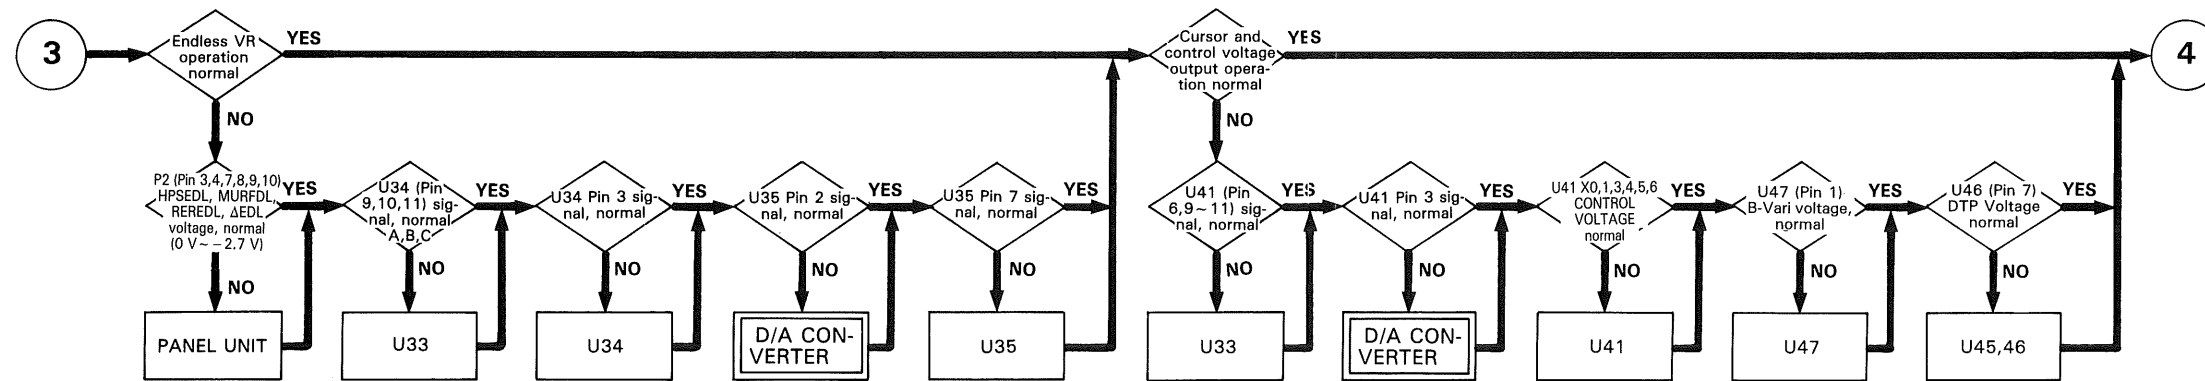 3
Endless VR
operation
normal
YES
NO
P2 (Pin 3,4,7,8,9,10)
HPSEDL, MURFDL,
REREDL, ΔEDL
voltage, normal
(0 V~−2.7 V)
YES
NO
PANEL UNIT
U34 (Pin
9,10,11) sig-
nal, normal
A,B,C
YES
NO
U33
U34 Pin 3 sig-
nal, normal
YES
NO
U34
U35 Pin 2 sig-
nal, normal
YES
NO
D/A CON-
VERTER
U35 Pin 7 sig-
nal, normal
YES
NO
U35
Cursor and
control voltage
output opera-
tion normal
YES
NO
U41 (Pin
6,9~11) sig-
nal, normal
YES
NO
U33
U41 Pin 3 sig-
nal, normal
YES
NO
D/A CON-
VERTER
U41 X0,1,3,4,5,6
CONTROL
VOLTAGE
normal
YES
NO
U41
U47 (Pin 1)
B-Vari voltage,
normal
YES
NO
U47
U46 (Pin 7)
DTP Voltage
normal
YES
NO
U45,46
4